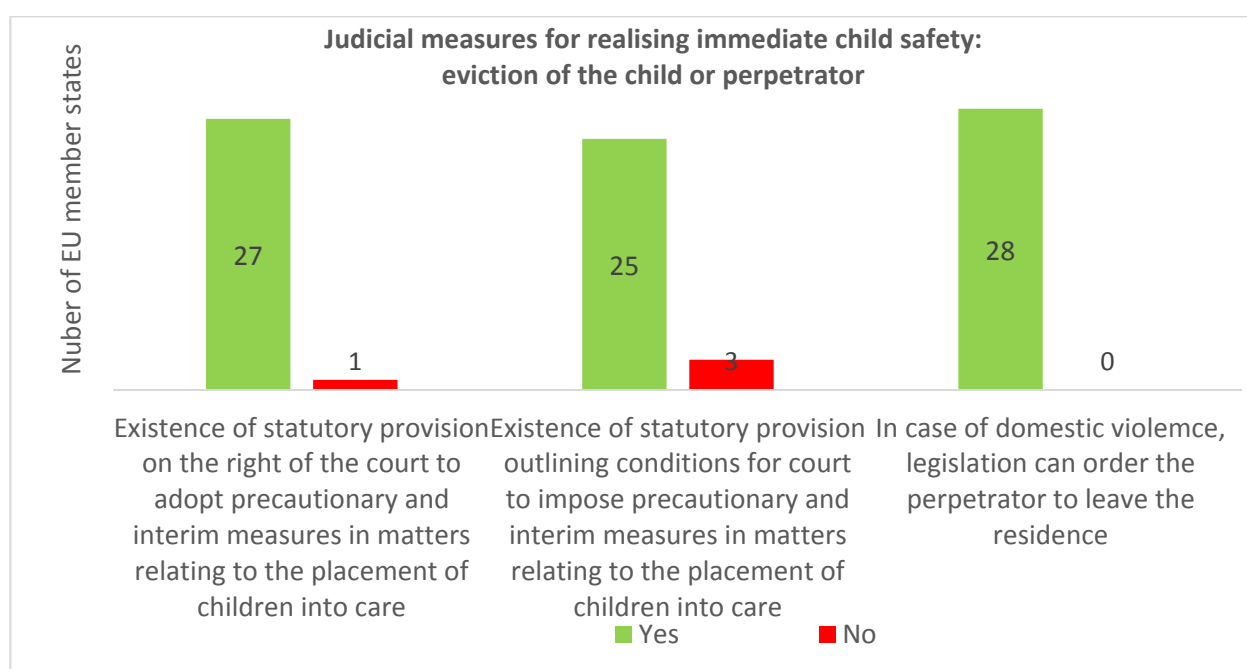 Judicial measures for realising immediate child safety:
eviction of the child or perpetrator
Nuber of EU member states
27
1
25
3
28
0
Existence of statutory provision
on the right of the court to
adopt precautionary and
interim measures in matters
relating to the placement of
children into care
Existence of statutory provision
outlining conditions for court
to impose precautionary and
interim measures in matters
relating to the placement of
children into care
In case of domestic violemce,
legislation can order the
perpetrator to leave the
residence
Yes
No